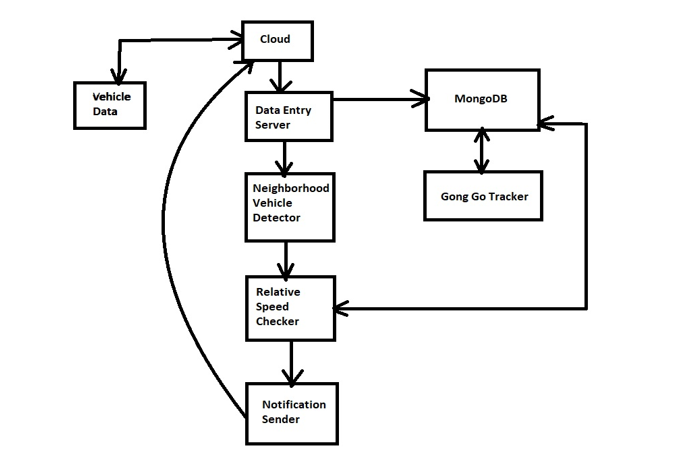 Cloud
Vehicle
Data
Data Entry
Server
MongoDB
Neighborhood
Vehicle
Detector
Gong Go Tracker
Relative
Speed
Checker
Notification
Sender